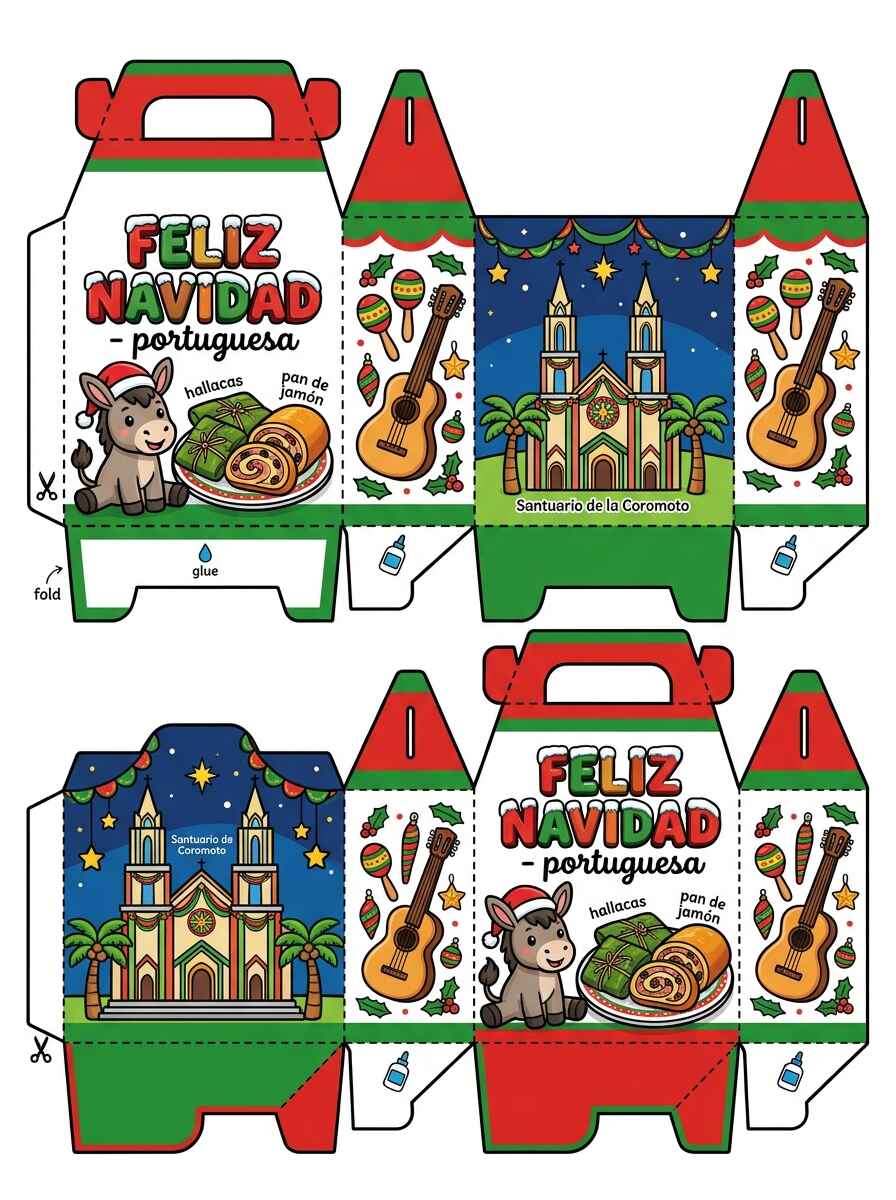 FELIZ
NAVIDAD
- portuguesa
hallacas
pan de
jamón
Santuario de la Coromoto
glue
fold
Santuario de
Coromoto
FELIZ
NAVIDAD
- portuguesa
hallacas
pan de
jamón